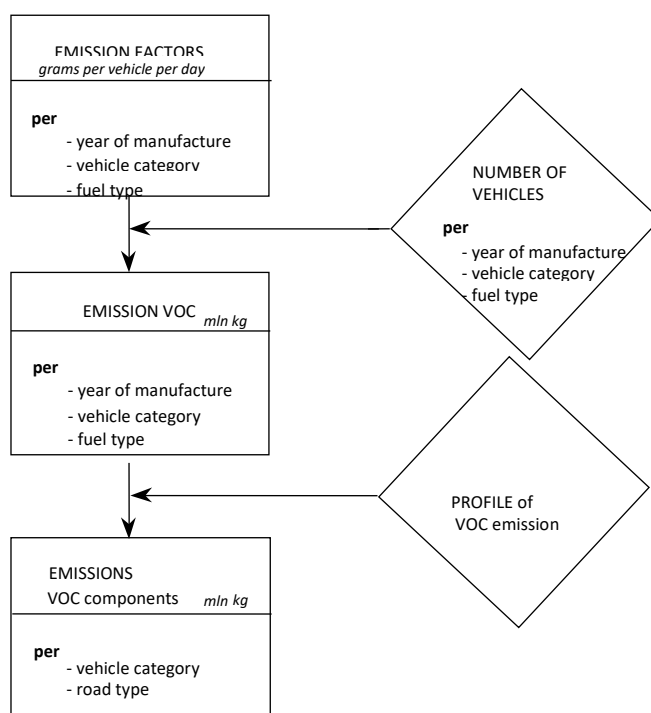 EMISSION FACTORS
grams per vehicle per day
per
- year of manufacture
- vehicle category
- fuel type
NUMBER OF
VEHICLES
per
- year of manufacture
- vehicle category
- fuel type
EMISSION VOC mln kg
per
- year of manufacture
- vehicle category
- fuel type
PROFILE of
VOC emission
EMISSIONS
VOC components mln kg
per
- vehicle category
- road type